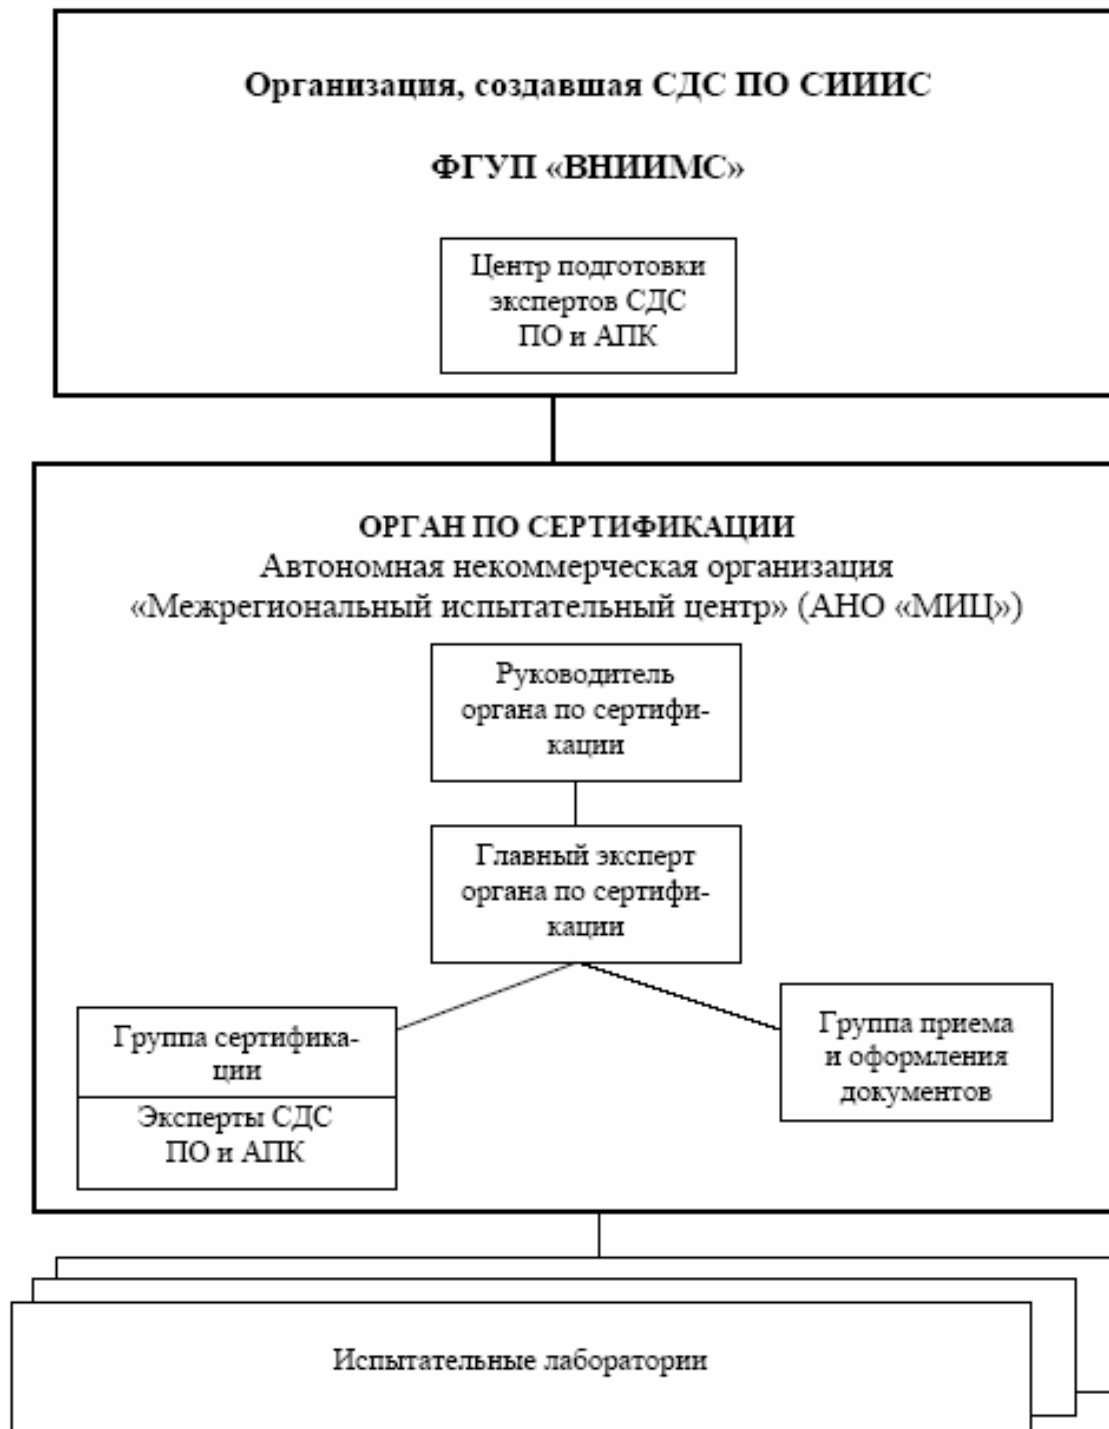 Организация, создавшая СДС ПО СИИИС
ФГУП «ВНИИМС»
Центр подготовки
экспертов СДС
ПО и АПК
ОРГАН ПО СЕРТИФИКАЦИИ
Автономная некоммерческая организация
«Межрегиональный испытательный центр» (АНО «МИЦ»)
Руководитель
органа по сертифи-
кации
Главный эксперт
органа по сертифи-
кации
Группа сертифика-
ции
Эксперты СДС
ПО и АПК
Группа приема
и оформления
документов
Испытательные лаборатории